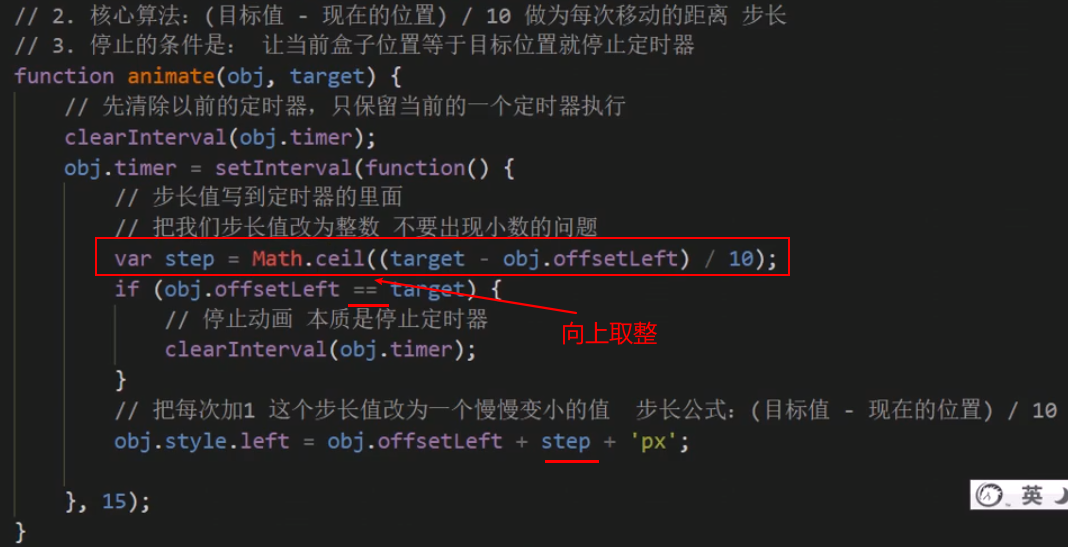 // 2. 核心算法：(目标值 - 现在的位置) / 10 做为每次移动的距离 步长
// 3. 停止的条件是： 让当前盒子位置等于目标位置就停止定时器
function animate(obj, target) {
// 先清除以前的定时器，只保留当前的一个定时器执行
clearInterval(obj.timer);
obj.timer = setInterval(function() {
// 步长值写到定时器的里面
// 把我们步长值改为整数 不要出现小数的问题
var step = Math.ceil((target - obj.offsetLeft) / 10);
if (obj.offsetLeft == target) {
// 停止动画 本质是停止定时器
向上取整
clearInterval(obj.timer);
}
// 把每次加1 这个步长值改为一个慢慢变小的值 步长公式：(目标值 - 现在的位置) / 10
obj.style.left = obj.offsetLeft + step + 'px';
英
}, 15);
}